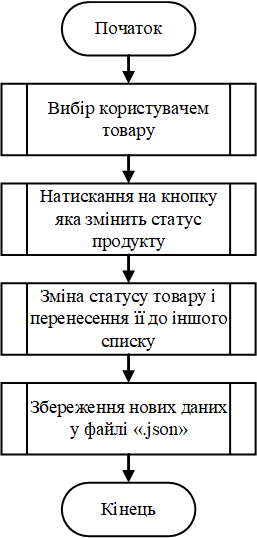 Початок
Вибір користувачем
товару
Натискання на кнопку
яка змінить статус
продукту
Зміна статусу товару і
перенесення її до іншого
списку
Збереження нових даних
у файлі «.json»
Кінець